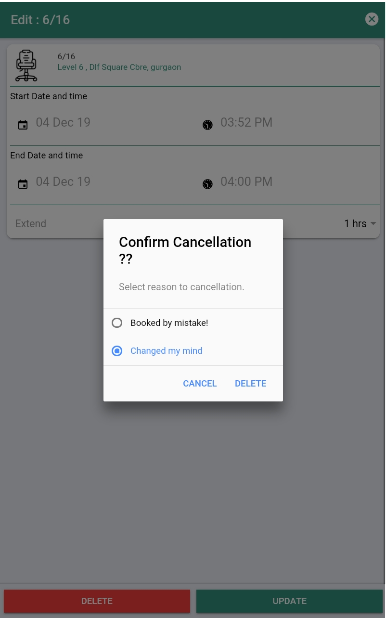 Edit : 6/16
6/16
Level 6 , Dlf Square Cbre, gurgaon
Start Date and time
04 Dec 19 03:52 PM
End Date and time
04 Dec 19 04:00 PM
Extend 1 hrs
Confirm Cancellation
??
Select reason to cancellation.
Booked by mistake!
Changed my mind
CANCEL DELETE
DELETE UPDATE